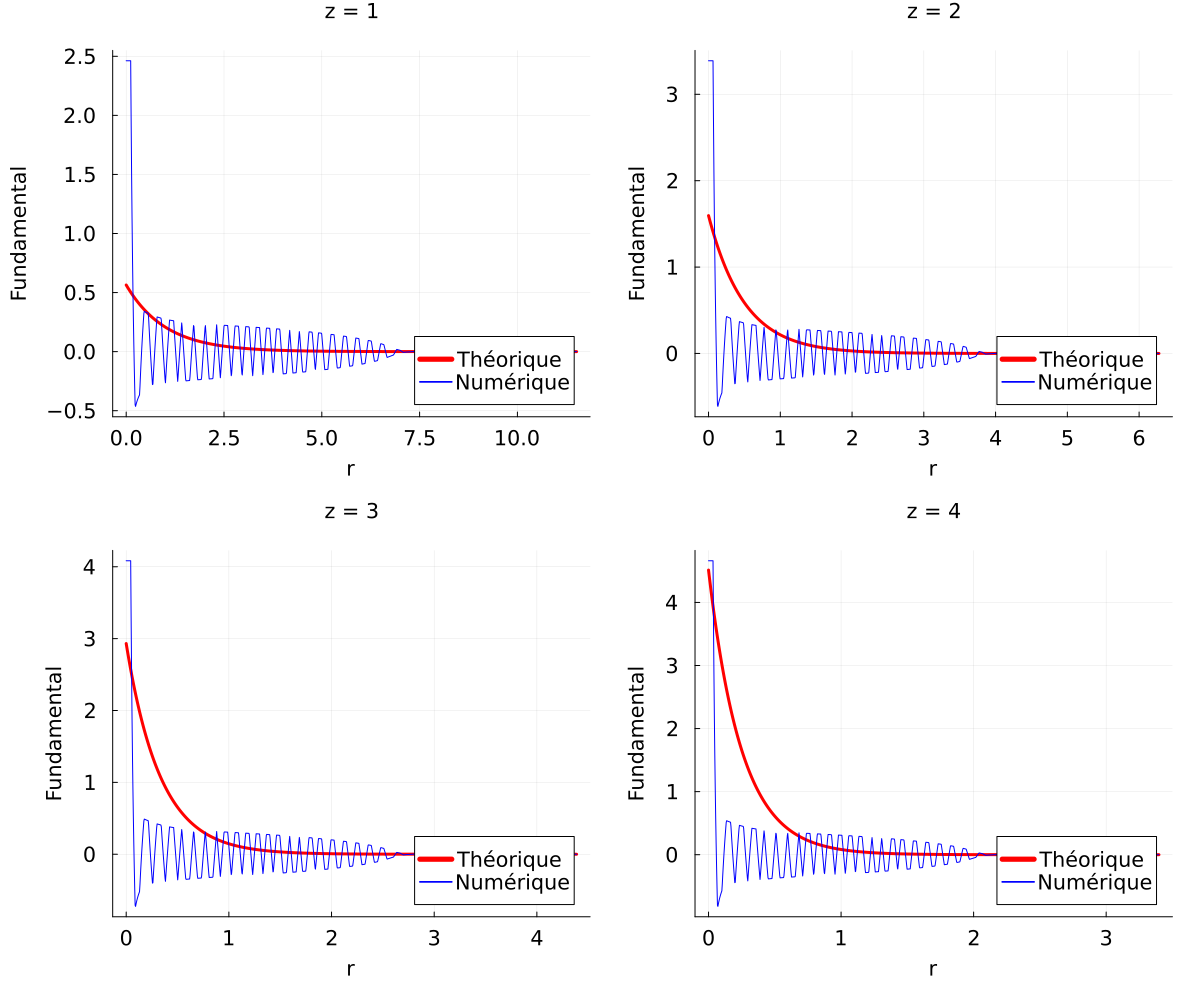 z = 1
2.5
2.0
1.5
1.0
0.5
0.0
−0.5
Fundamental
Théorique
Numérique
0.0 2.5 5.0 7.5 10.0
r
z = 2
3
2
1
0
Fundamental
Théorique
Numérique
0 1 2 3 4 5 6
r
z = 3
4
3
2
1
0
Fundamental
Théorique
Numérique
0 1 2 3 4
r
z = 4
4
3
2
1
0
Fundamental
Théorique
Numérique
0 1 2 3
r